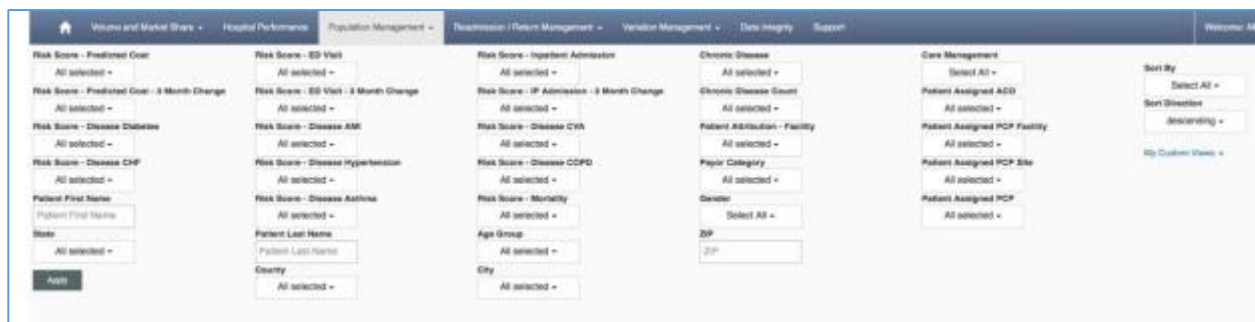 Volume and Market Share Hospital Performance Population Management Readmission / Return Management Variation Management Data Integrity Support Welcome:
Risk Score - Predicted Cost Risk Score - ED Visit Risk Score - Inpatient Admission Chronic Disease Care Management
All selected All selected All selected All selected Select All
Sort By
Select All
Risk Score - Predicted Cost - 3 Month Change Risk Score - ED Visit - 3 Month Change Risk Score - IP Admission - 3 Month Change Chronic Disease Count Patient Assigned ACO
All selected All selected All selected All selected All selected
Sort Direction
descending
Risk Score - Disease Diabetes Risk Score - Disease AMI Risk Score - Disease CVA Patient Attribution - Facility Patient Assigned PCP Facility
All selected All selected All selected All selected All selected
My Custom Views
Risk Score - Disease CHF Risk Score - Disease Hypertension Risk Score - Disease COPD Payor Category Patient Assigned PCP Site
All selected All selected All selected All selected All selected
Patient First Name Risk Score - Disease Asthma Risk Score - Mortality Gender Patient Assigned PCP
Patient First Name All selected All selected Select All All selected
State Patient Last Name Age Group ZIP
All selected Patient Last Name All selected ZIP
Apply County City
All selected All selected